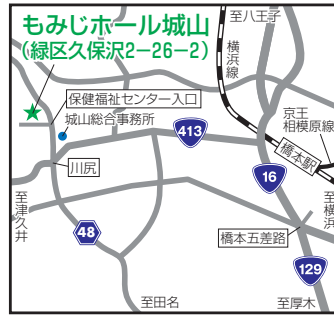 もみじホール城山
(緑区久保沢2−26−2)
至八王子
横浜線
保健福祉センター入口
城山総合事務所
413
京王
相模原線
橋本駅
川尻
16
至横浜
至津久井
48
橋本五差路
129
至田名
至厚木